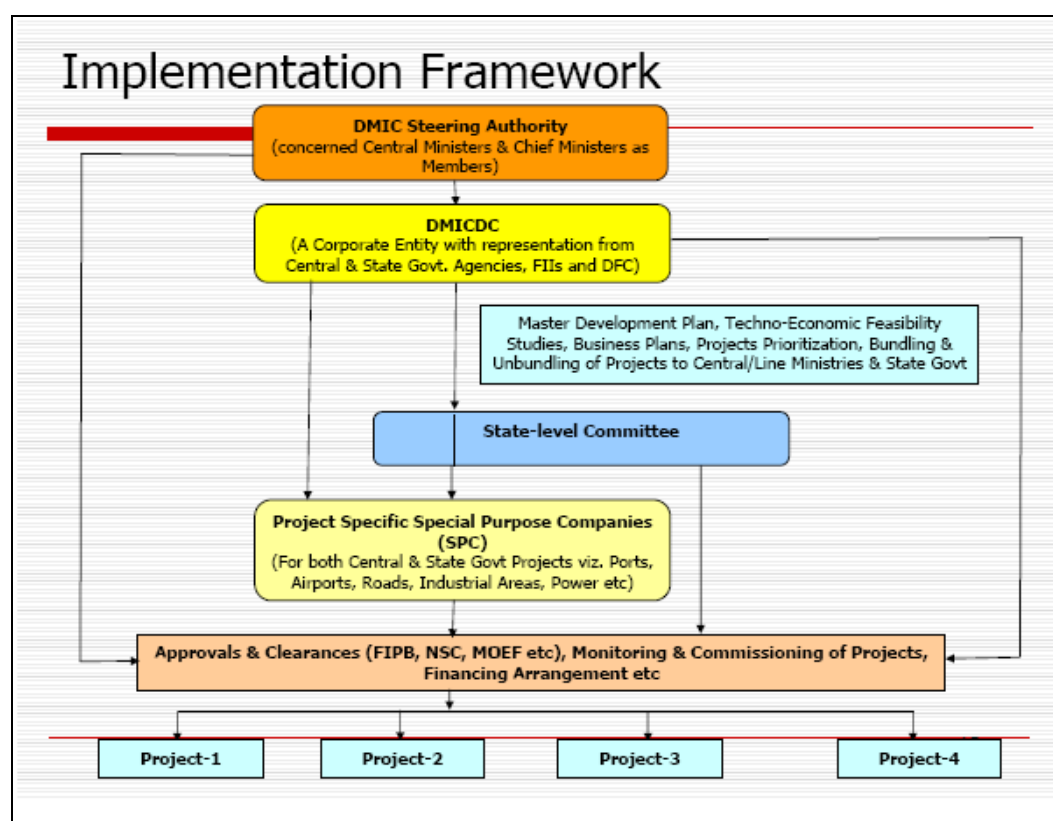 Implementation Framework
DMIC Steering Authority
(concerned Central Ministers & Chief Ministers as
Members)
DMICDC
(A Corporate Entity with representation from
Central & State Govt. Agencies, FIIs and DFC)
Master Development Plan, Techno-Economic Feasibility
Studies, Business Plans, Projects Prioritization, Bundling &
Unbundling of Projects to Central/Line Ministries & State Govt
State-level Committee
Project Specific Special Purpose Companies
(SPC)
(For both Central & State Govt Projects viz. Ports,
Airports, Roads, Industrial Areas, Power etc)
Approvals & Clearances (FIPB, NSC, MOEF etc), Monitoring & Commissioning of Projects,
Financing Arrangement etc
Project-1
Project-2
Project-3
Project-4